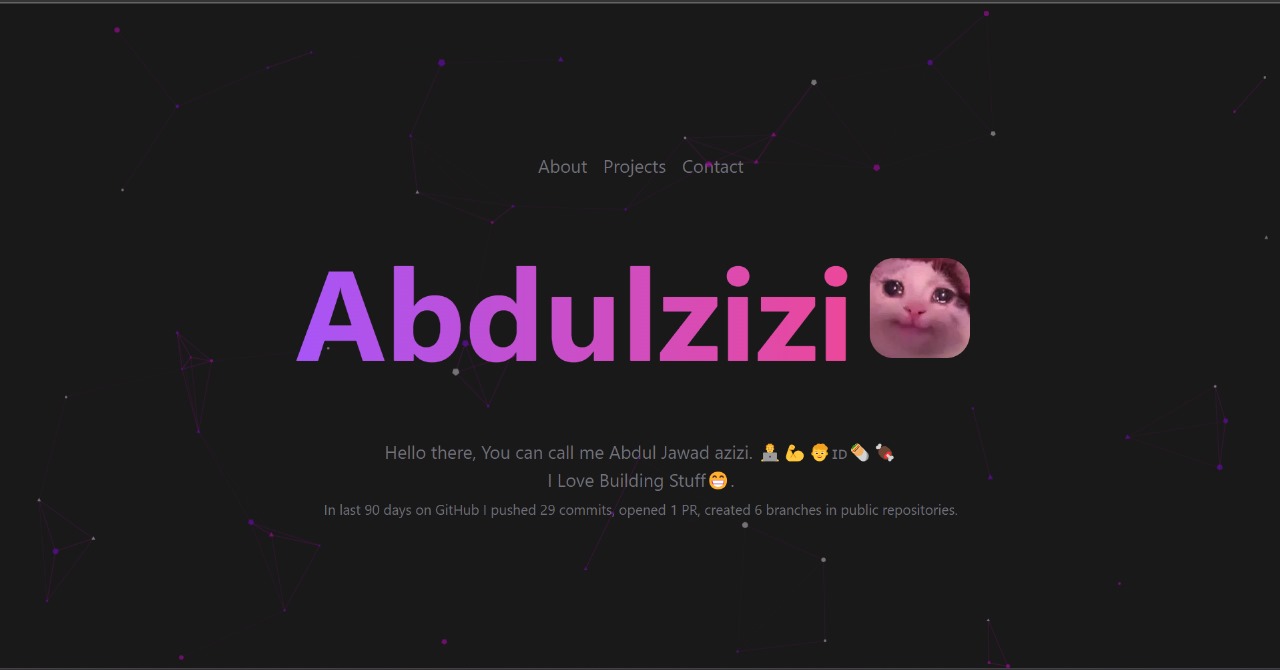 About Projects Contact
Abdulzizi
Hello there, You can call me Abdul Jawad azizi. 👨‍💻 💪 👨‍🦱 ID 🌯 🍖
I Love Building Stuff😁.
In last 90 days on GitHub I pushed 29 commits, opened 1 PR, created 6 branches in public repositories.